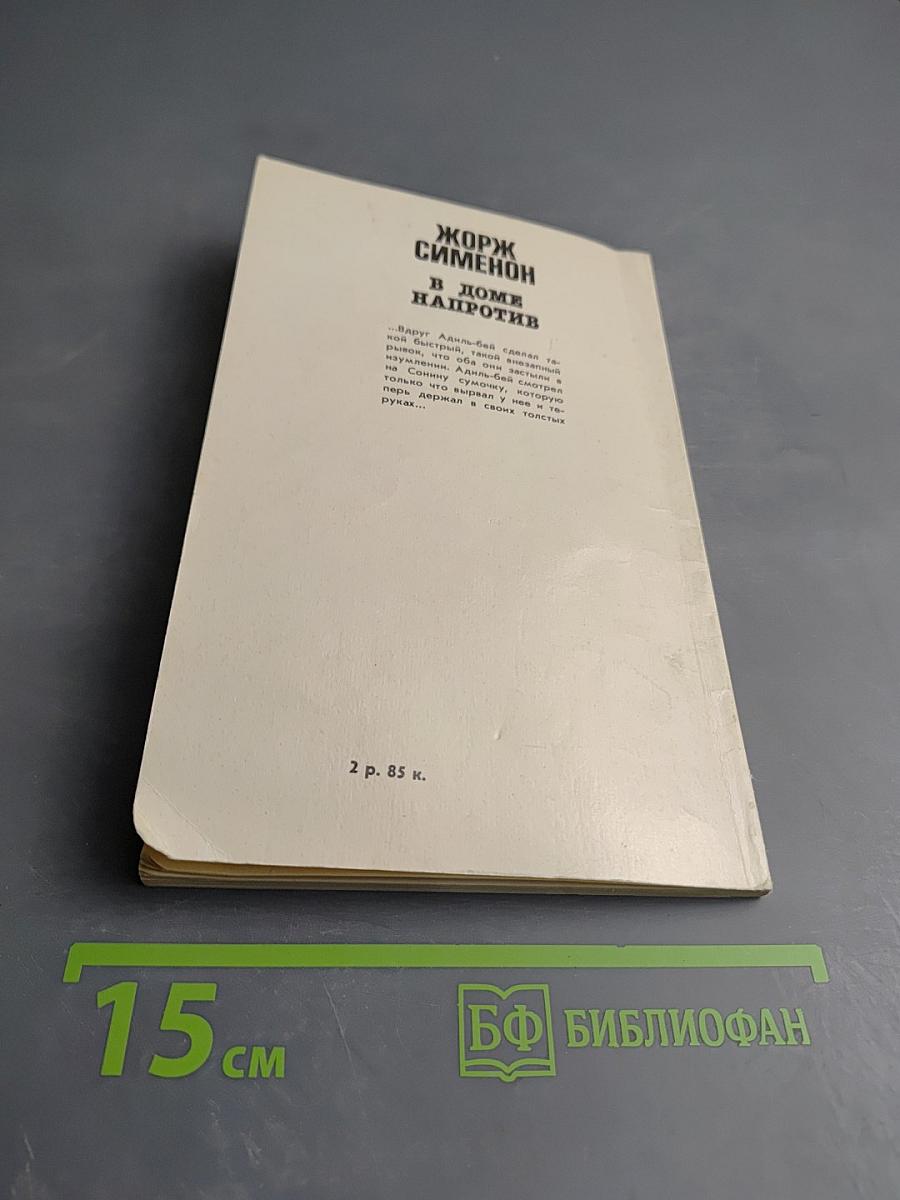 ЖОРЖ
СИМЕНОН
В ДОМЕ
НАПРОТИВ
...Вдруг Адиль-бей сделал та-
кой быстрый, такой внезапный
рывок, что оба они застыли в
изумлении. Адиль-бей смотрел
на Сонину сумочку, которую
только что вырвал у нее и те-
перь держал в своих толстых
руках...
2 р. 85 к.
15 см
БФ БИБЛИОФАН